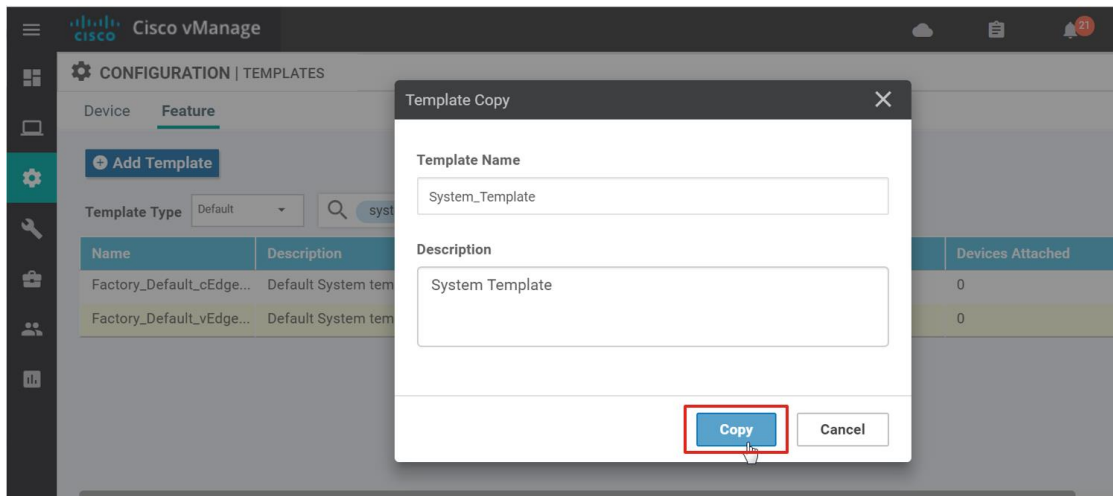 cisco Cisco vManage 21
CONFIGURATION | TEMPLATES
Device Feature
Add Template
Template Type Default syst
Name Description Devices Attached
Factory_Default_cEdge... Default System tem 0
Factory_Default_vEdge... Default System tem 0
Template Copy
Template Name
System_Template
Description
System Template
Copy Cancel